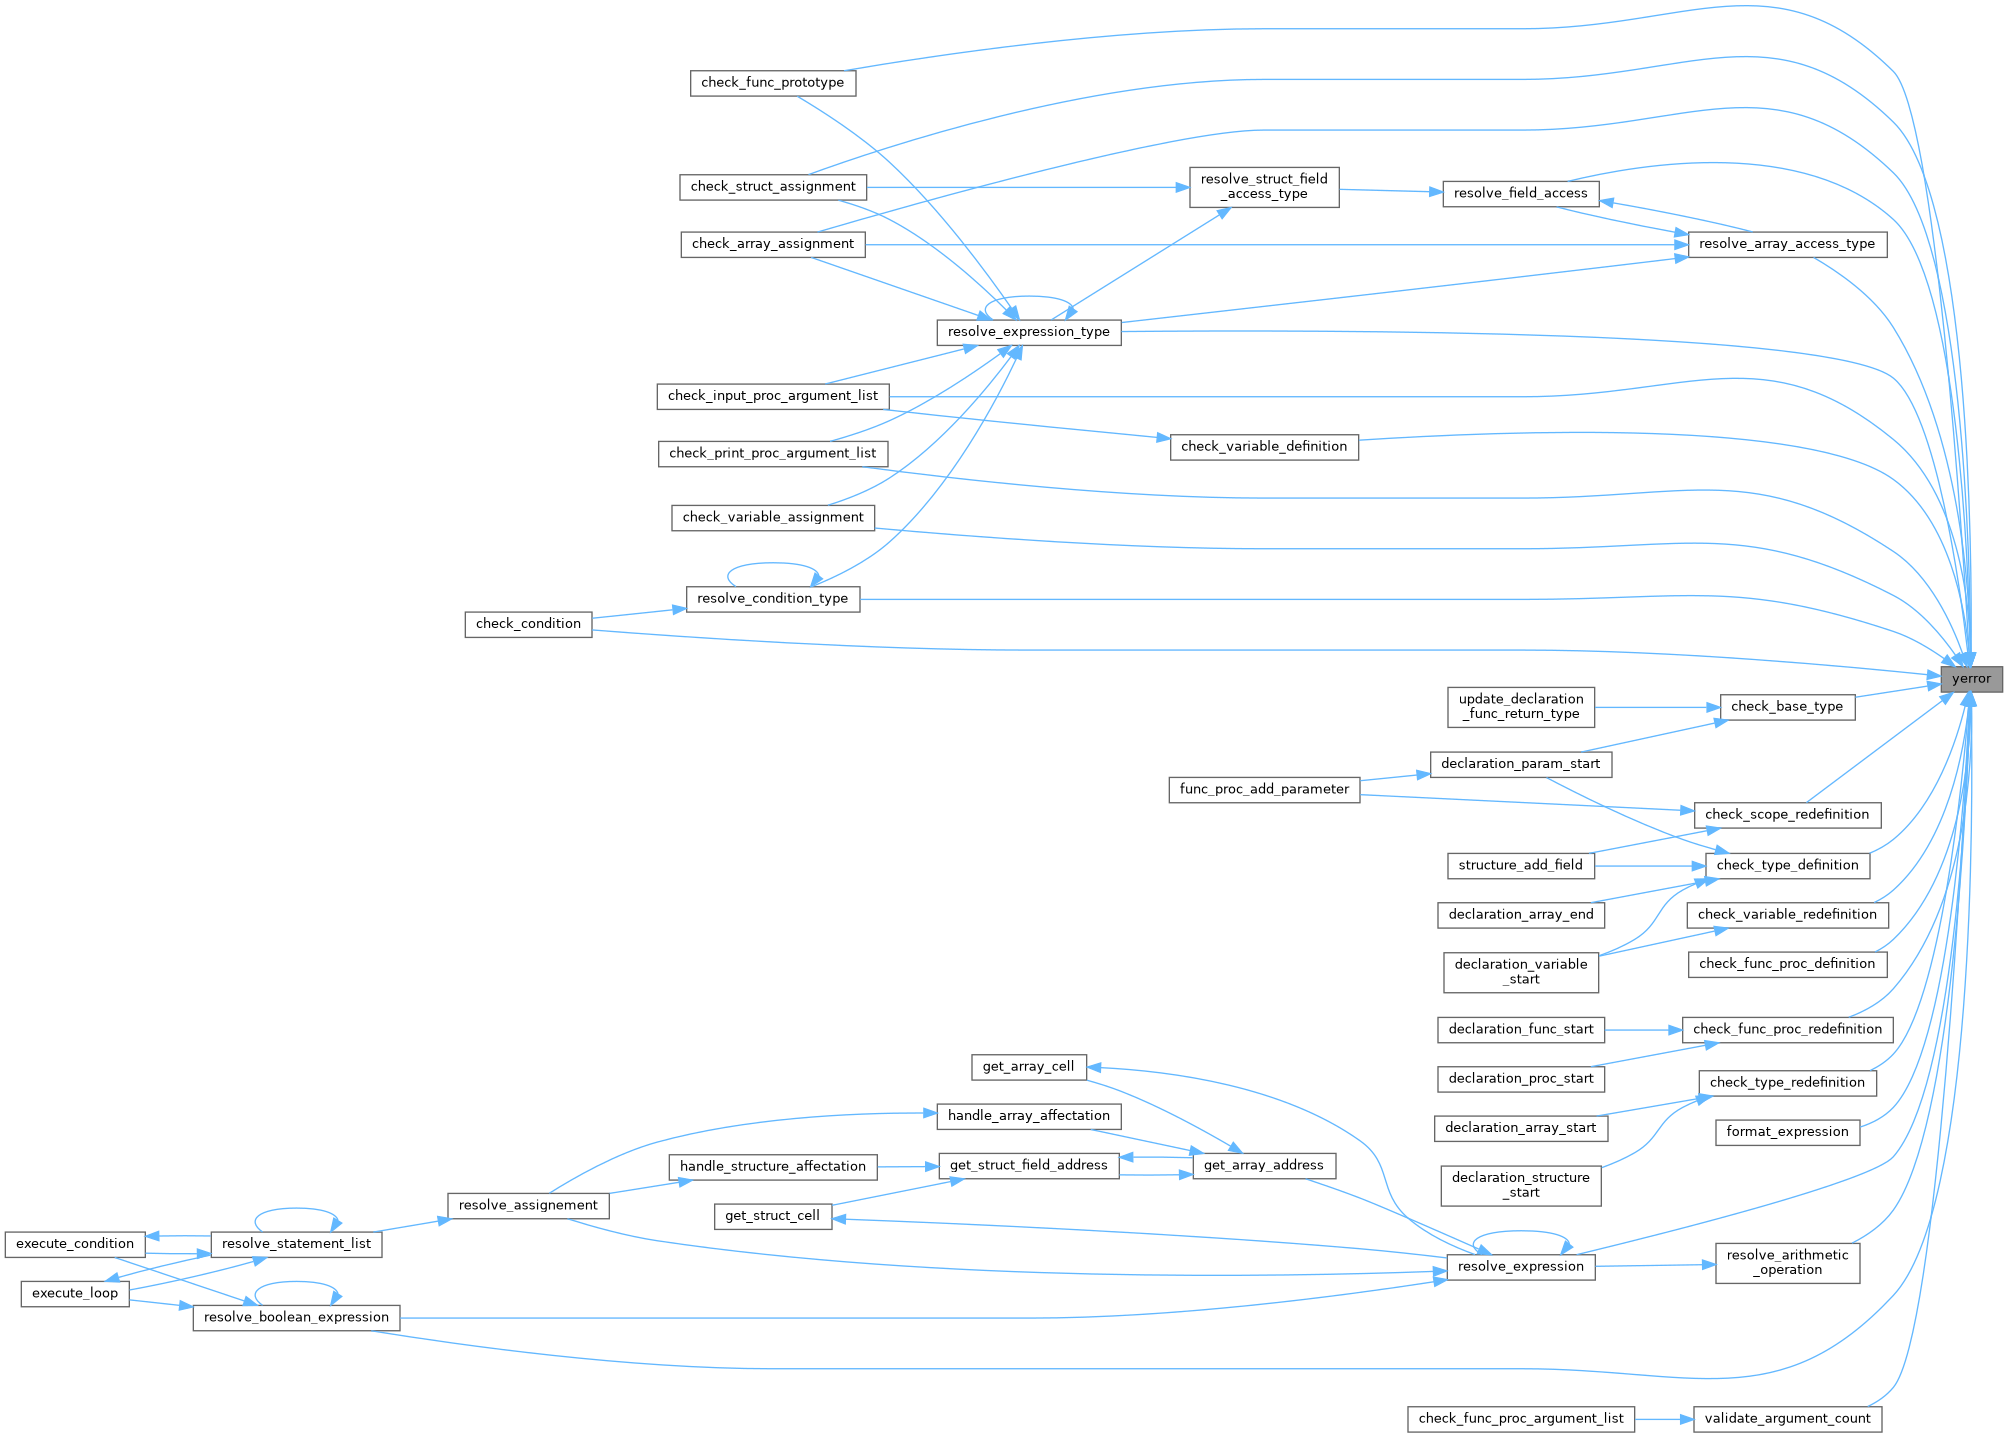 check_func_prototype
check_struct_assignment
resolve_struct_field
_access_type
resolve_field_access
check_array_assignment
resolve_array_access_type
resolve_expression_type
check_input_proc_argument_list
check_variable_definition
check_print_proc_argument_list
check_variable_assignment
resolve_condition_type
check_condition
yerror
update_declaration
_func_return_type
check_base_type
declaration_param_start
func_proc_add_parameter
check_scope_redefinition
structure_add_field
check_type_definition
declaration_array_end
check_variable_redefinition
declaration_variable
_start
check_func_proc_definition
declaration_func_start
check_func_proc_redefinition
declaration_proc_start
check_type_redefinition
get_array_cell
handle_array_affectation
declaration_array_start
format_expression
handle_structure_affectation
get_struct_field_address
get_array_address
declaration_structure
_start
resolve_assignement
get_struct_cell
execute_condition
resolve_statement_list
resolve_expression
resolve_arithmetic
_operation
execute_loop
resolve_boolean_expression
check_func_proc_argument_list
validate_argument_count